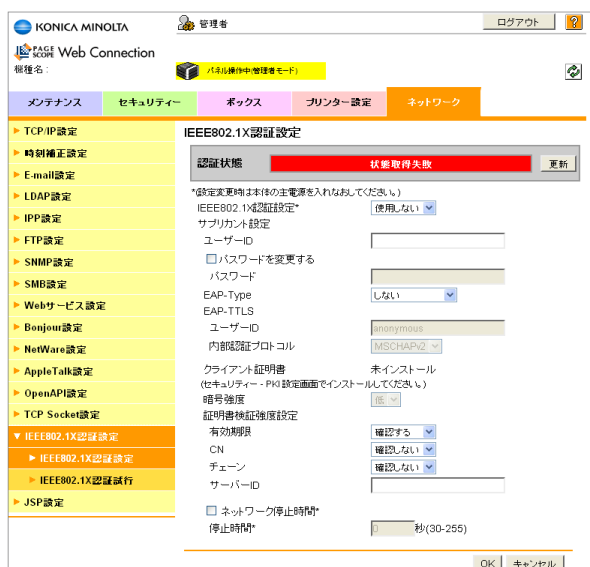 KONICA MINOLTA
管理者
ログアウト
?
PAGE SCOPE Web Connection
機種名:
パネル操作中(管理者モード)
メンテナンス
セキュリティー
ボックス
プリンター設定
ネットワーク
TCP/IP設定
時刻補正設定
E-mail設定
LDAP設定
IPP設定
FTP設定
SNMP設定
SMB設定
Webサービス設定
Bonjour設定
NetWare設定
AppleTalk設定
OpenAPI設定
TCP Socket設定
IEEE802.1X認証設定
IEEE802.1X認証設定
IEEE802.1X認証試行
JSP設定
IEEE802.1X認証設定
認証状態 状態取得失敗 更新
*(設定変更時は本体の主電源を入れなおしてください。)
IEEE802.1X認証設定* 使用しない
サプリカント設定
ユーザーID
パスワードを変更する
パスワード
EAP-Type しない
EAP-TTLS
ユーザーID anonymous
内部認証プロトコル MSCHAPv2
クライアント証明書 未インストール
(セキュリティー - PKI設定画面でインストールしてください。)
暗号強度 低
証明書検証強度設定
有効期限 確認する
CN 確認しない
チェーン 確認しない
サーバーID
ネットワーク停止時間*
停止時間* 0 秒(30-255)
OK キャンセル